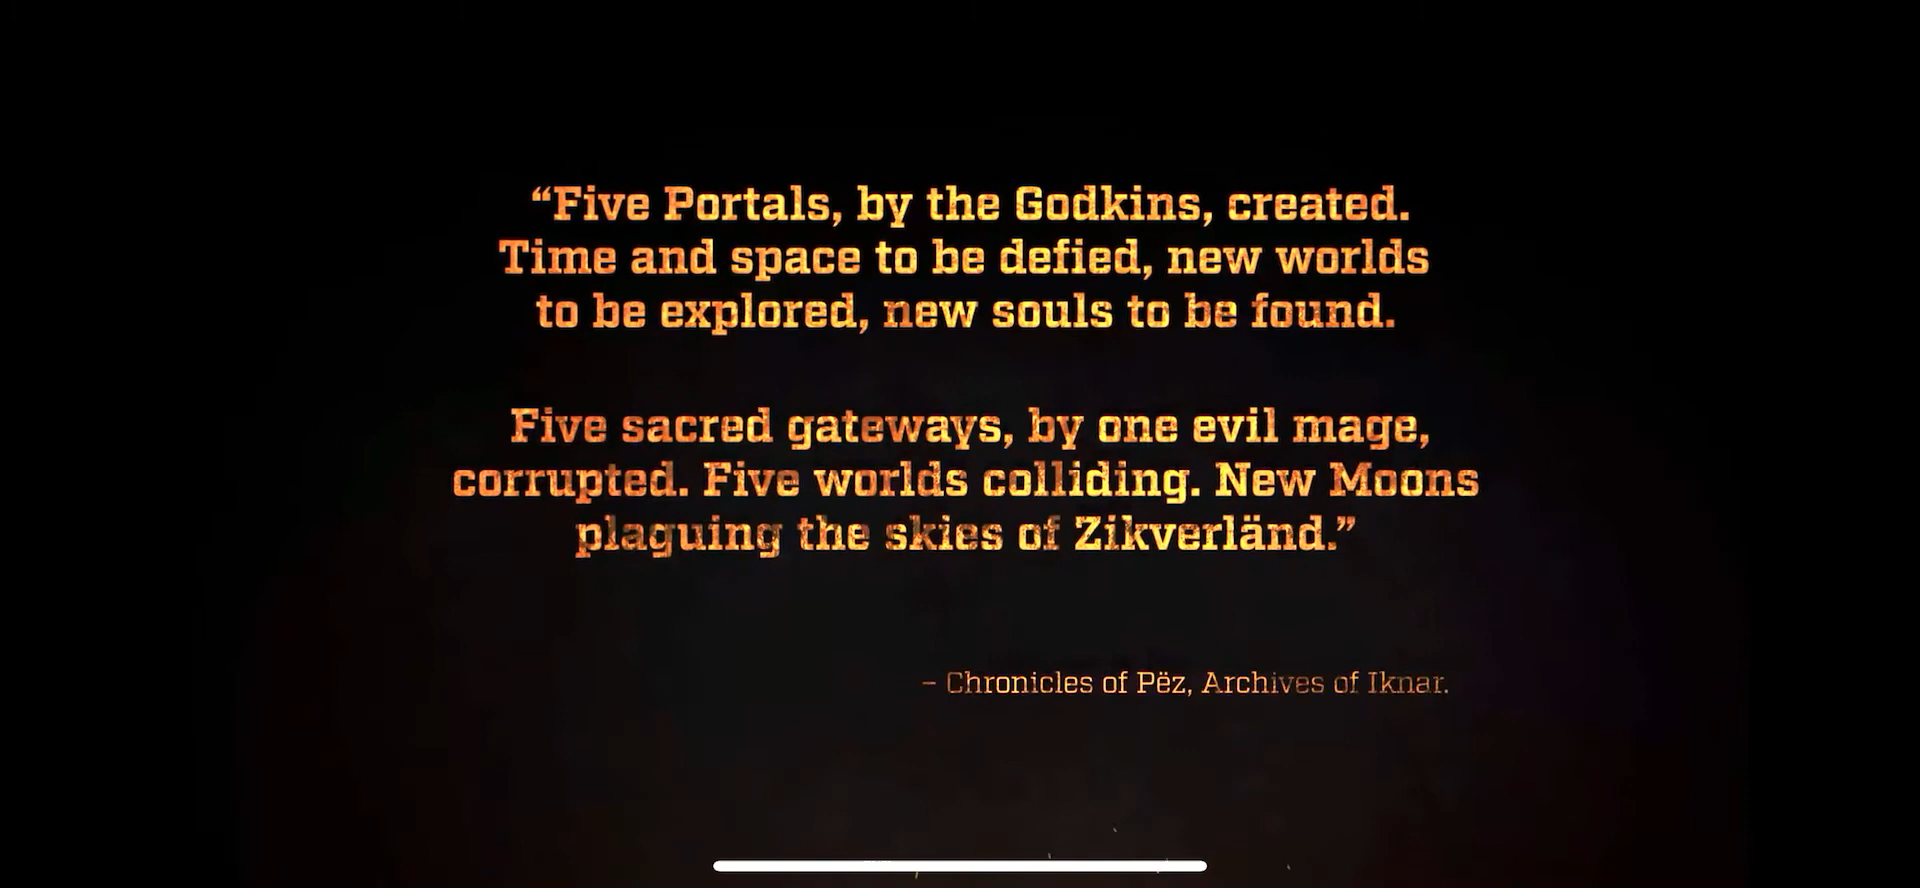 “Five Portals, by the Godkins, created.
Time and space to be defied, new worlds
to be explored, new souls to be found.
Five sacred gateways, by one evil mage,
corrupted. Five worlds colliding. New Moons
plaguing the skies of Zikverländ.”
– Chronicles of Pëz, Archives of Iknar.